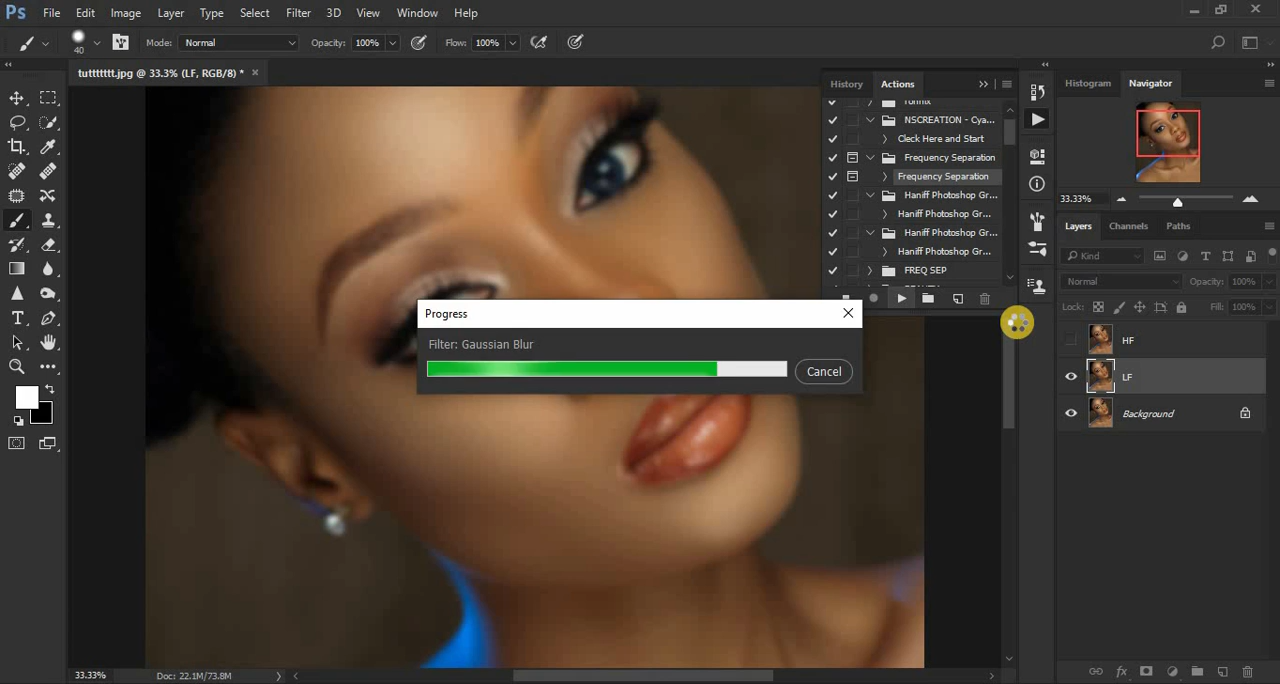 Ps File Edit Image Layer Type Select Filter 3D View Window Help
40 Mode: Normal Opacity: 100% Flow: 100%
tuttttttt.jpg @ 33.3% (LF, RGB/8) *
History Actions
NSCREATION - Cya...
Cleck Here and Start
Frequency Separation
Frequency Separation
Haniff Photoshop Gr...
Haniff Photoshop Gr...
Haniff Photoshop Gr...
Haniff Photoshop Gr...
FREQ SEP
Histogram Navigator
33.33%
Layers Channels Paths
Kind
Normal Opacity: 100%
Lock: Fill: 100%
HF
LF
Background
Progress
Filter: Gaussian Blur
Cancel
33.33% Doc: 22.1M/73.8M